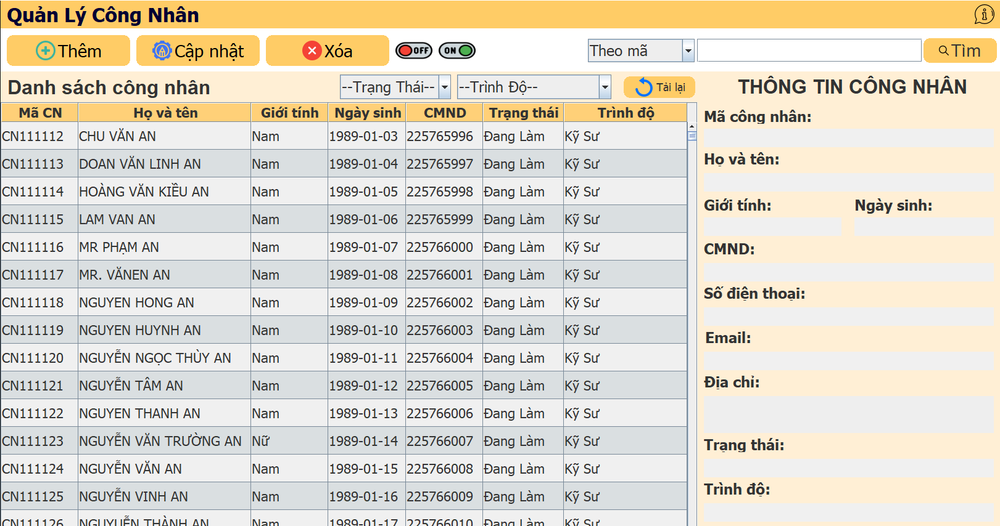 Quản Lý Công Nhân
Thêm Cập nhật Xóa OFF ON Theo mã Tìm
Danh sách công nhân --Trạng Thái-- --Trình Độ-- Tải lại
Mã CN Họ và tên Giới tính Ngày sinh CMND Trạng thái Trình độ
CN111112 CHU VĂN AN Nam 1989-01-03 225765996 Đang Làm Kỹ Sư
CN111113 DOAN VĂN LINH AN Nam 1989-01-04 225765997 Đang Làm Kỹ Sư
CN111114 HOÀNG VĂN KIỀU AN Nam 1989-01-05 225765998 Đang Làm Kỹ Sư
CN111115 LAM VAN AN Nam 1989-01-06 225765999 Đang Làm Kỹ Sư
CN111116 MR PHẠM AN Nam 1989-01-07 225766000 Đang Làm Kỹ Sư
CN111117 MR. VĂNEN AN Nam 1989-01-08 225766001 Đang Làm Kỹ Sư
CN111118 NGUYEN HONG AN Nam 1989-01-09 225766002 Đang Làm Kỹ Sư
CN111119 NGUYEN HUYNH AN Nam 1989-01-10 225766003 Đang Làm Kỹ Sư
CN111120 NGUYỄN NGỌC THÙY AN Nam 1989-01-11 225766004 Đang Làm Kỹ Sư
CN111121 NGUYỄN TÂM AN Nam 1989-01-12 225766005 Đang Làm Kỹ Sư
CN111122 NGUYEN THANH AN Nam 1989-01-13 225766006 Đang Làm Kỹ Sư
CN111123 NGUYỄN VĂN TRƯỜNG AN Nữ 1989-01-14 225766007 Đang Làm Kỹ Sư
CN111124 NGUYỄN VĂN AN Nam 1989-01-15 225766008 Đang Làm Kỹ Sư
CN111125 NGUYỄN VINH AN Nam 1989-01-16 225766009 Đang Làm Kỹ Sư
CN111126 NGUYUỄN THÀNH AN Nam 1989-01-17 225766010 Đang Làm Kỹ Sư
THÔNG TIN CÔNG NHÂN
Mã công nhân:
Họ và tên:
Giới tính: Ngày sinh:
CMND:
Số điện thoại:
Email:
Địa chỉ:
Trạng thái:
Trình độ: